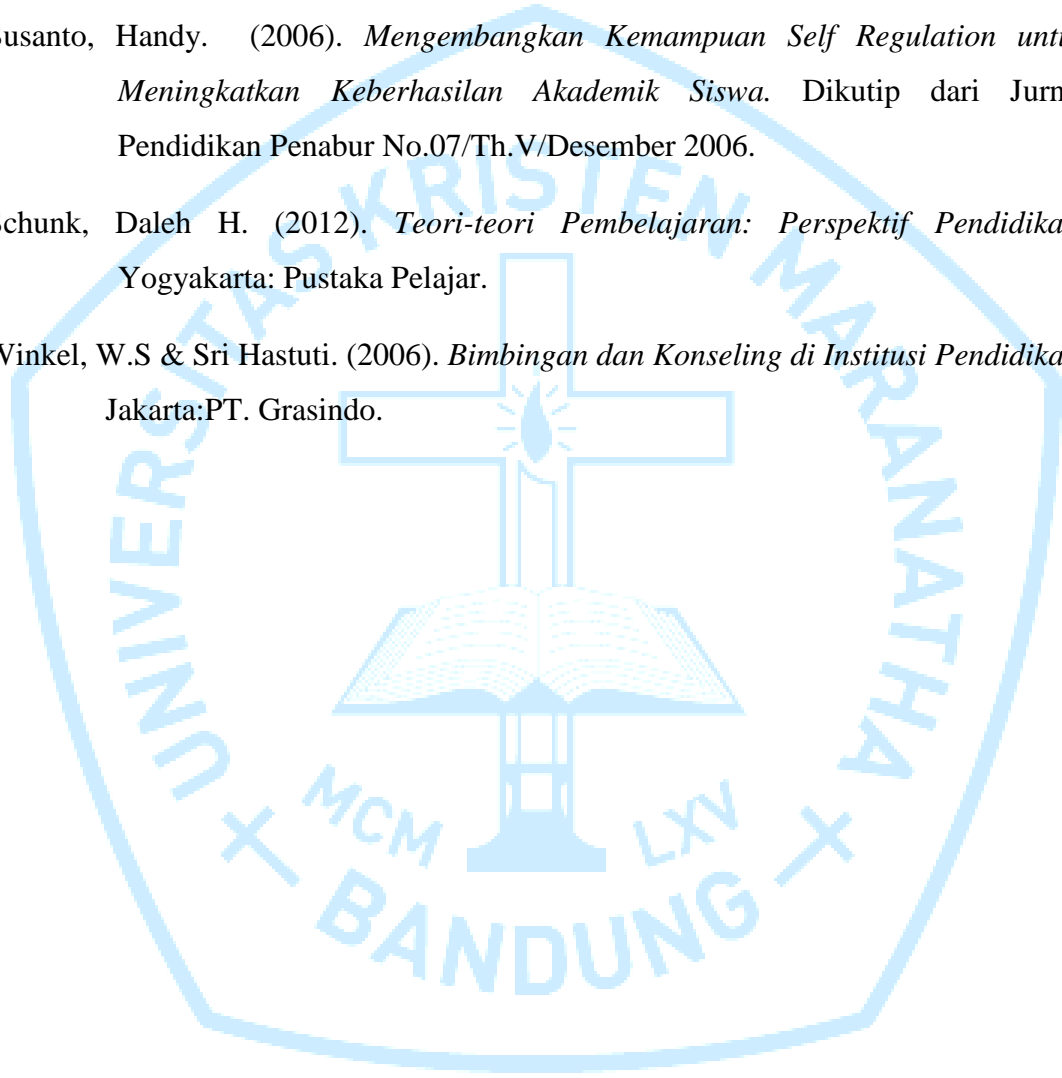 usanto, Handy. (2006). Mengembangkan Kemampuan Self Regulation unt
Meningkatkan Keberhasilan Akademik Siswa. Dikutip dari Jurn
Pendidikan Penabur No.07/Th.V/Desember 2006.
chunk, Daleh H. (2012). Teori-teori Pembelajaran: Perspektif Pendidika
Yogyakarta: Pustaka Pelajar.
Winkel, W.S & Sri Hastuti. (2006). Bimbingan dan Konseling di Institusi Pendidika
Jakarta:PT. Grasindo.
UNIVERSITAS KRISTEN MARANATHA
MCM LXV
BANDUNG